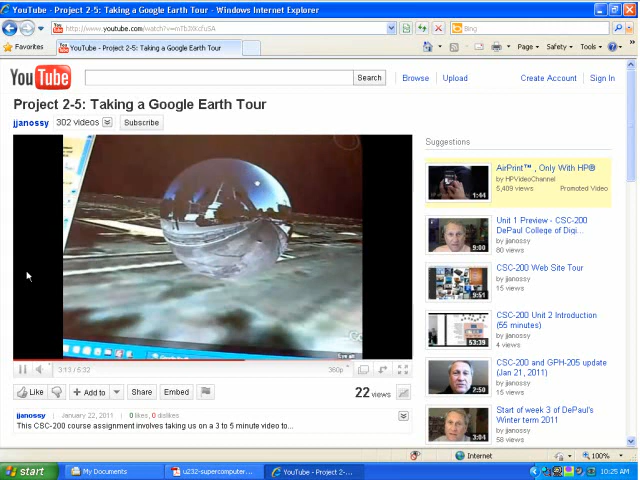 YouTube - Project 2-5: Taking a Google Earth Tour - Windows Internet Explorer
http://www.youtube.com/watch?v=mTbJXkcfuSA
Bing
Favorites
YouTube - Project 2-5: Taking a Google Earth Tour
Page
Safety
Tools
YouTube
Search
Browse
Upload
Create Account
Sign In
Project 2-5: Taking a Google Earth Tour
jjanossy
302 videos
Subscribe
Suggestions
1:44
AirPrint™ , Only With HP®
by HPVideoChannel
5,409 views
Promoted Video
9:00
Unit 1 Preview - CSC-200
DePaul College of Digi...
by jjanossy
80 views
9:51
CSC-200 Web Site Tour
by jjanossy
15 views
53:39
CSC-200 Unit 2 Introduction
(55 minutes)
by jjanossy
4 views
2:50
CSC-200 and GPH-205 update
(Jan 21, 2011)
by jjanossy
15 views
3:04
Start of week 3 of DePaul's
Winter term 2011
by jjanossy
58 views
3:13 / 5:32
360p
Like
Add to
Share
Embed
22 views
jjanossy
January 22, 2011
0 likes, 0 dislikes
This CSC-200 course assignment involves taking us on a 3 to 5 minute video to...
Internet
100%
start
My Documents
u232-supercomputer...
YouTube - Project 2-...
10:25 AM